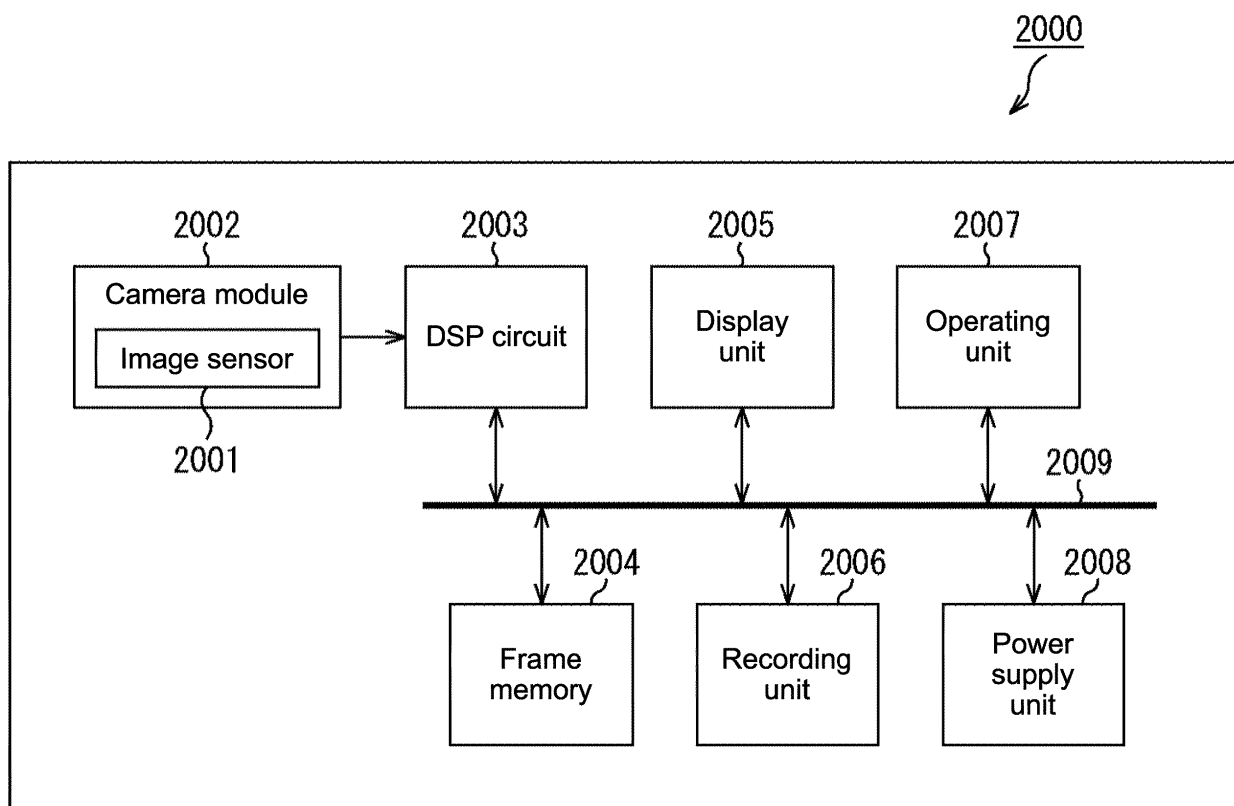 2000
2002
2003
2005
2007
Camera module
Image sensor
DSP circuit
Display
unit
Operating
unit
2001
2009
2004
2006
2008
Frame
memory
Recording
unit
Power
supply
unit